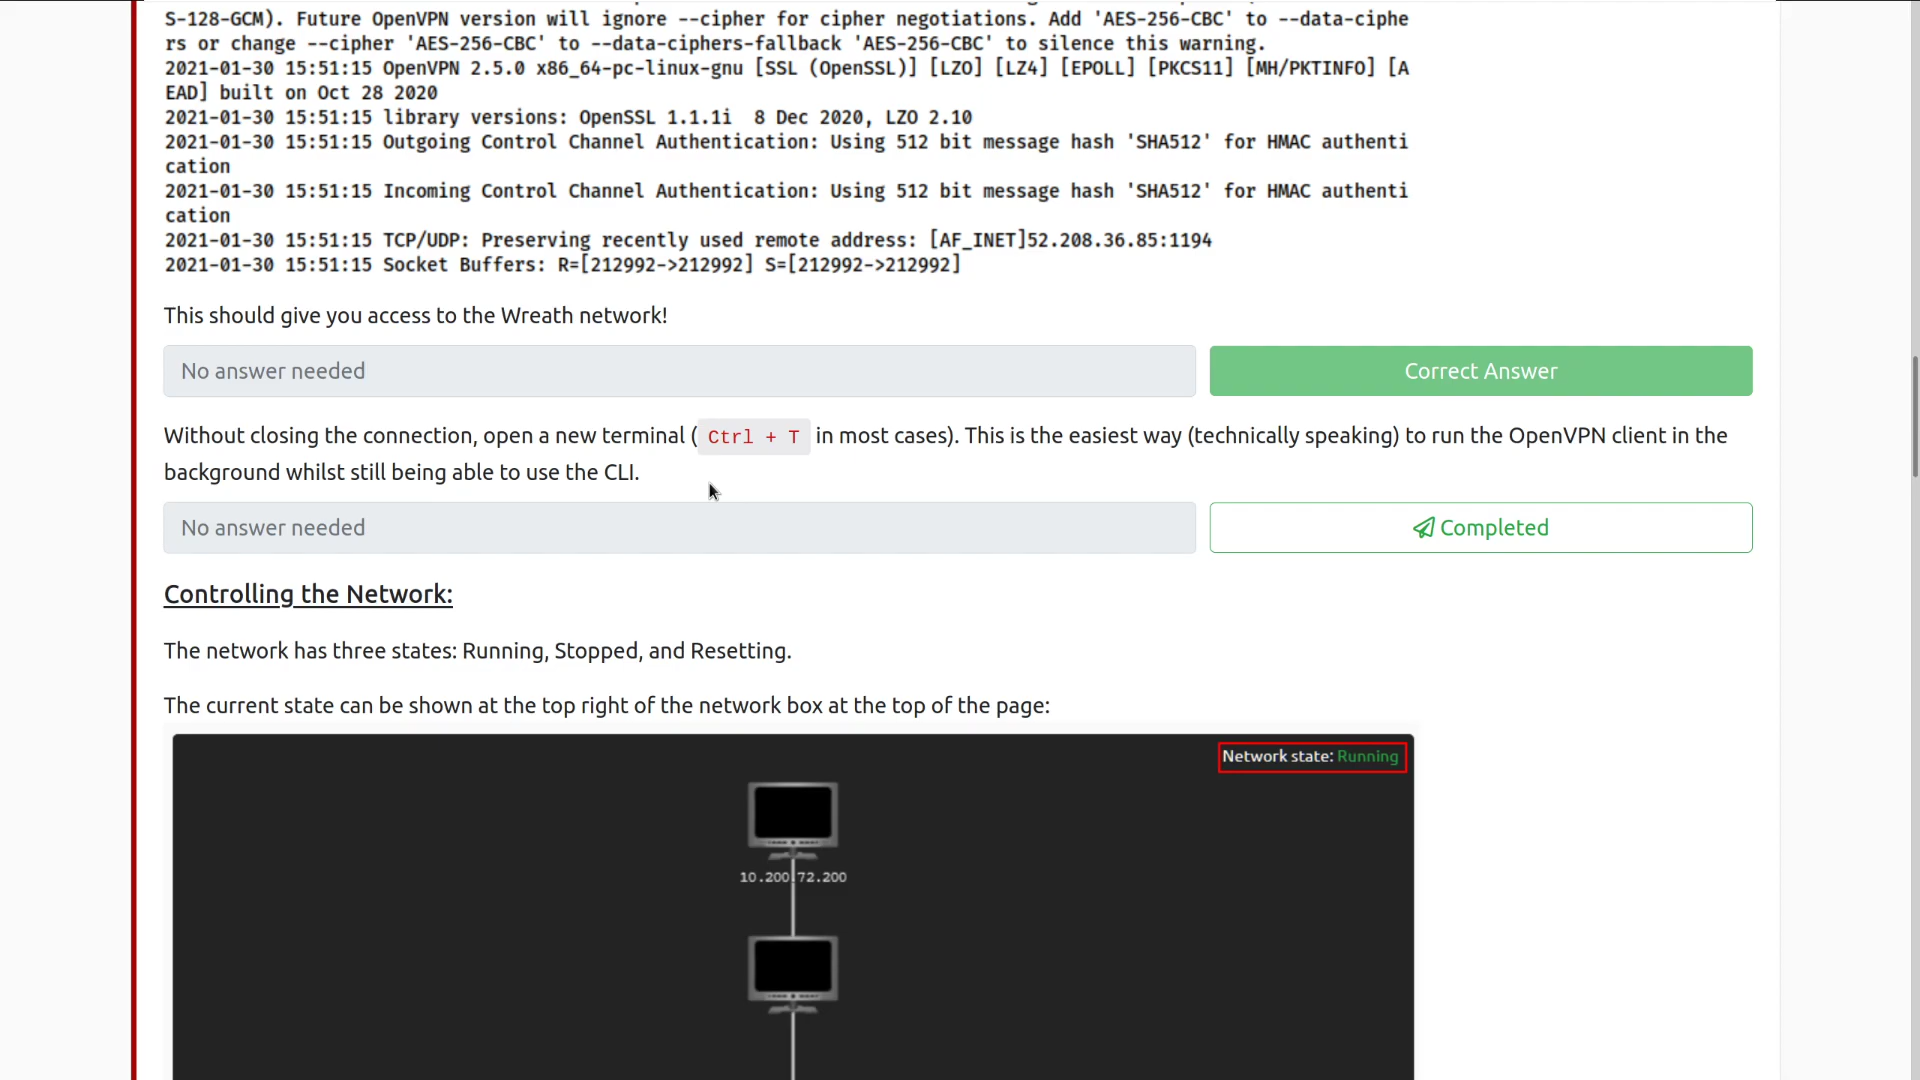 S-128-GCM). Future OpenVPN version will ignore --cipher for cipher negotiations. Add 'AES-256-CBC' to --data-ciphe
rs or change --cipher 'AES-256-CBC' to --data-ciphers-fallback 'AES-256-CBC' to silence this warning.
2021-01-30 15:51:15 OpenVPN 2.5.0 x86_64-pc-linux-gnu [SSL (OpenSSL)] [LZO] [LZ4] [EPOLL] [PKCS11] [MH/PKTINFO] [A
EAD] built on Oct 28 2020
2021-01-30 15:51:15 library versions: OpenSSL 1.1.1i  8 Dec 2020, LZO 2.10
2021-01-30 15:51:15 Outgoing Control Channel Authentication: Using 512 bit message hash 'SHA512' for HMAC authenti
cation
2021-01-30 15:51:15 Incoming Control Channel Authentication: Using 512 bit message hash 'SHA512' for HMAC authenti
cation
2021-01-30 15:51:15 TCP/UDP: Preserving recently used remote address: [AF_INET]52.208.36.85:1194
2021-01-30 15:51:15 Socket Buffers: R=[212992->212992] S=[212992->212992]
This should give you access to the Wreath network!
No answer needed
Correct Answer
Without closing the connection, open a new terminal ( Ctrl + T in most cases). This is the easiest way (technically speaking) to run the OpenVPN client in the
background whilst still being able to use the CLI.
No answer needed
Completed
Controlling the Network:
The network has three states: Running, Stopped, and Resetting.
The current state can be shown at the top right of the network box at the top of the page:
Network state: Running
10.200.72.200